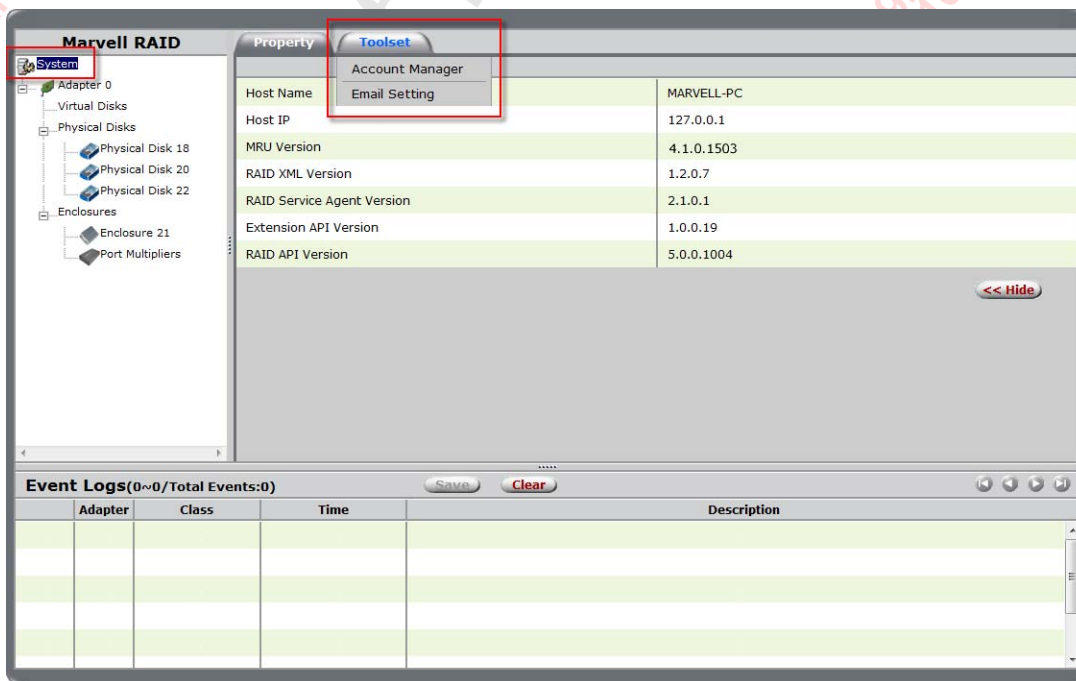 Marvell RAID
Property
Toolset
System
Account Manager
Email Setting
Adapter 0
Virtual Disks
Physical Disks
Physical Disk 18
Physical Disk 20
Physical Disk 22
Enclosures
Enclosure 21
Port Multipliers
Host Name MARVELL-PC
Host IP 127.0.0.1
MRU Version 4.1.0.1503
RAID XML Version 1.2.0.7
RAID Service Agent Version 2.1.0.1
Extension API Version 1.0.0.19
RAID API Version 5.0.0.1004
<< Hide
Event Logs(0~0/Total Events:0)
Save
Clear
Adapter Class Time Description